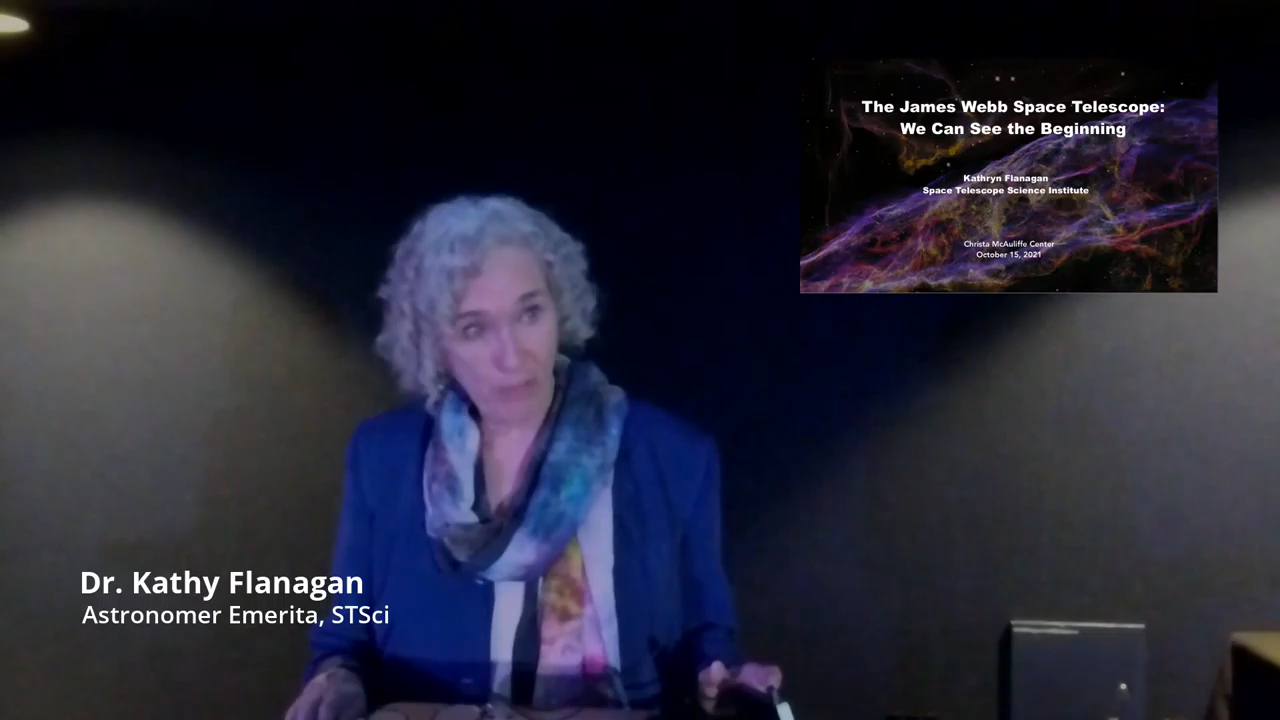 The James Webb Space Telescope:
We Can See the Beginning
Kathryn Flanagan
Space Telescope Science Institute
Christa McAuliffe Center
October 15, 2021
Dr. Kathy Flanagan
Astronomer Emerita, STSci